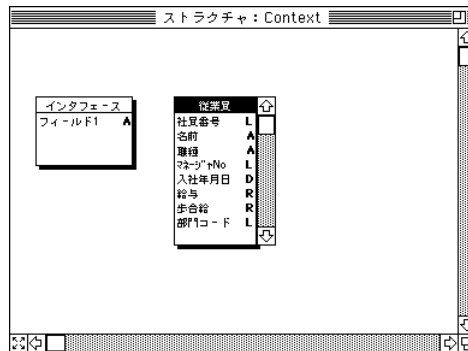 ストラクチャ：Context
インタフェース
フィールド1 A
従業員
社員番号 L
名前 A
職種 A
ﾏﾈｰｼﾞｬNo L
入社年月日 D
給与 R
歩合給 R
部門コード L